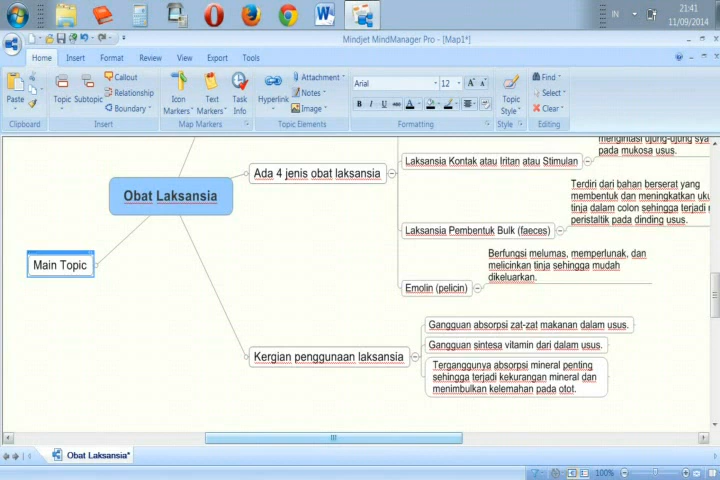 IN
21:41
11/09/2014
Mindjet MindManager Pro - [Map1*]
Home Insert Format Review View Export Tools
Paste
Topic Subtopic
Callout
Relationship
Boundary
Icon Markers
Text Markers
Task Info
Hyperlink
Attachment
Notes
Image
Arial 12
B I U
Topic Style
Find
Select
Clear
Clipboard Insert Map Markers Topic Elements Formatting Style Editing
mengiritasi ujung-ujung sya
Laksansia Kontak atau Iritan atau Stimulan
pada mukosa usus.
Ada 4 jenis obat laksansia
Obat Laksansia
Terdiri dari bahan berserat yang
membentuk dan meningkatkan uku
tinja dalam colon sehingga terjadi r
peristaltik pada dinding usus.
Laksansia Pembentuk Bulk (faeces)
Main Topic
Berfungsi melumas, memperlunak, dan
melicinkan tinja sehingga mudah
dikeluarkan.
Emolin (pelicin)
Kergian penggunaan laksansia
Gangguan absorpsi zat-zat makanan dalam usus.
Gangguan sintesa vitamin dari dalam usus.
Terganggunya absorpsi mineral penting
sehingga terjadi kekurangan mineral dan
menimbulkan kelemahan pada otot.
Obat Laksansia*
100%